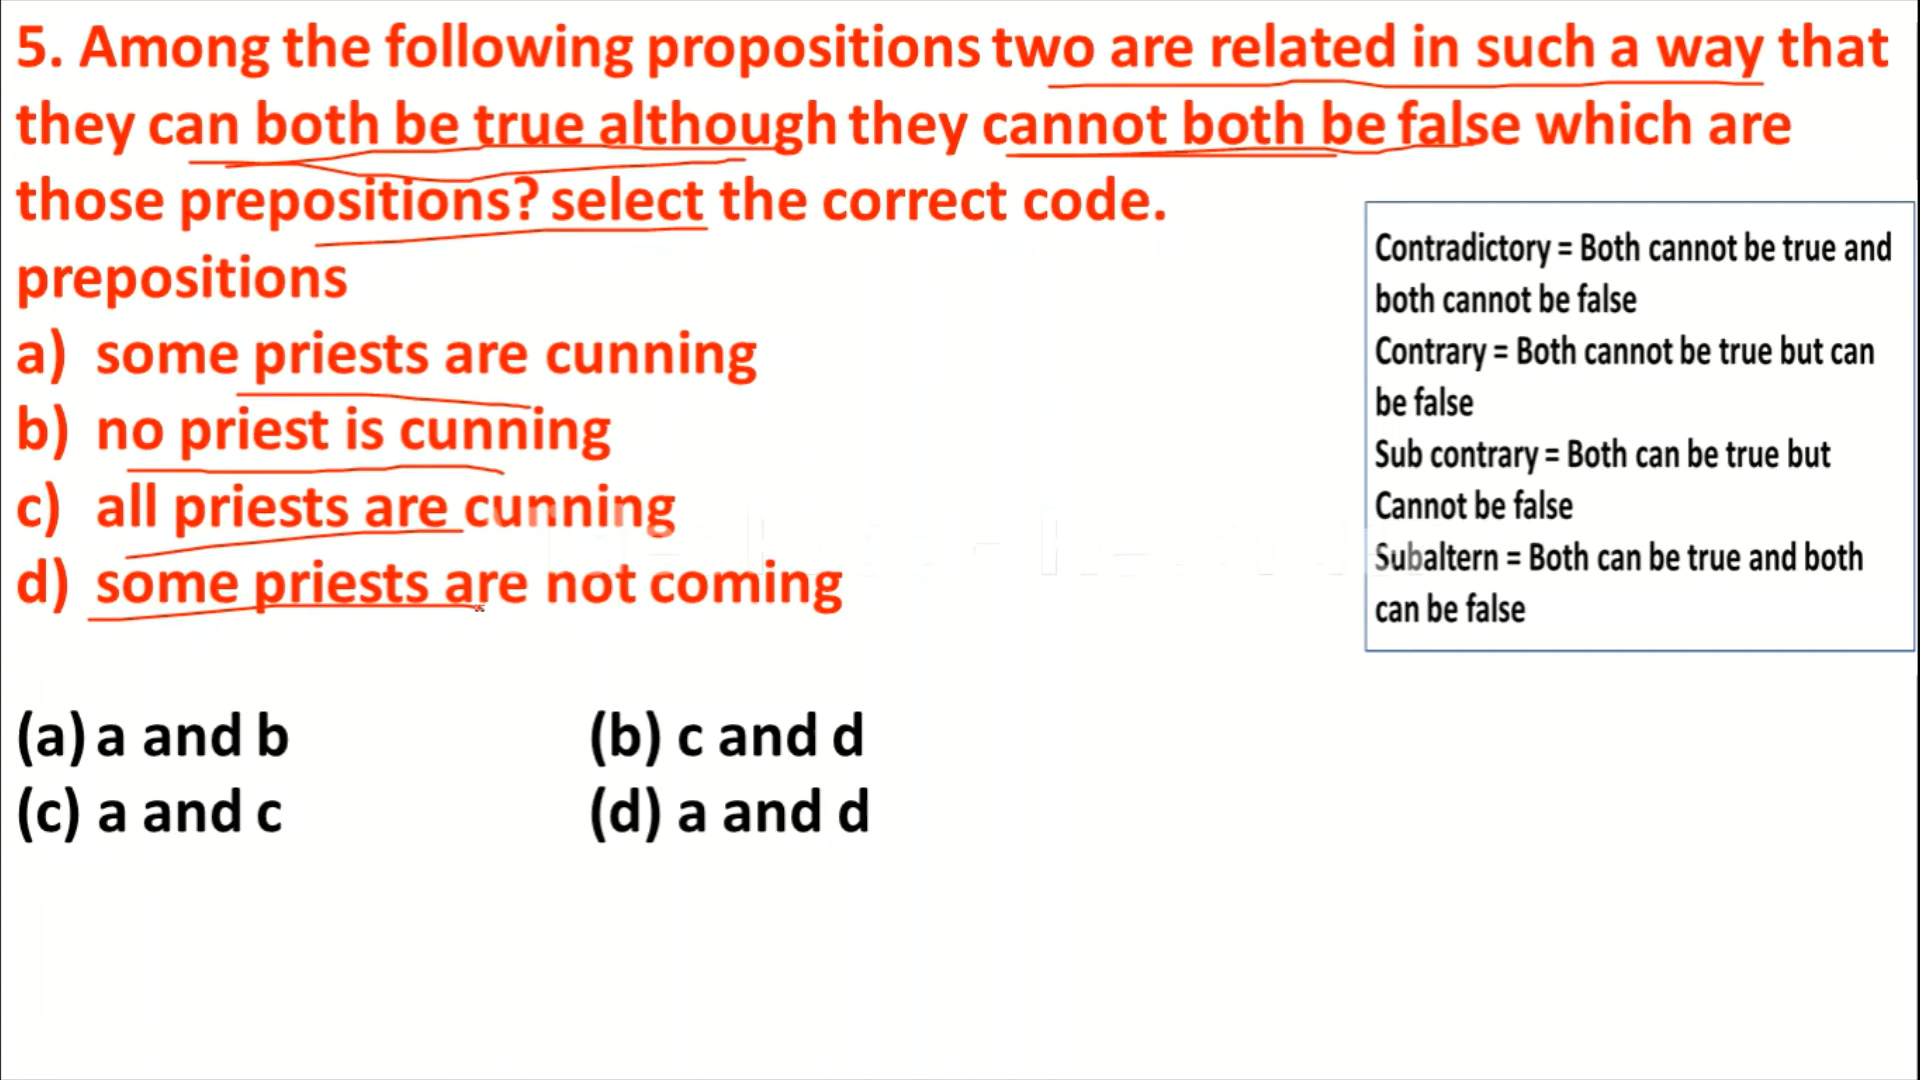 5. Among the following propositions two are related in such a way that
they can both be true although they cannot both be false which are
those prepositions? select the correct code.
prepositions
a) some priests are cunning
b) no priest is cunning
c) all priests are cunning
d) some priests are not coming
(a) a and b
(b) c and d
(c) a and c
(d) a and d
Contradictory = Both cannot be true and
both cannot be false
Contrary = Both cannot be true but can
be false
Sub contrary = Both can be true but
Cannot be false
Subaltern = Both can be true and both
can be false